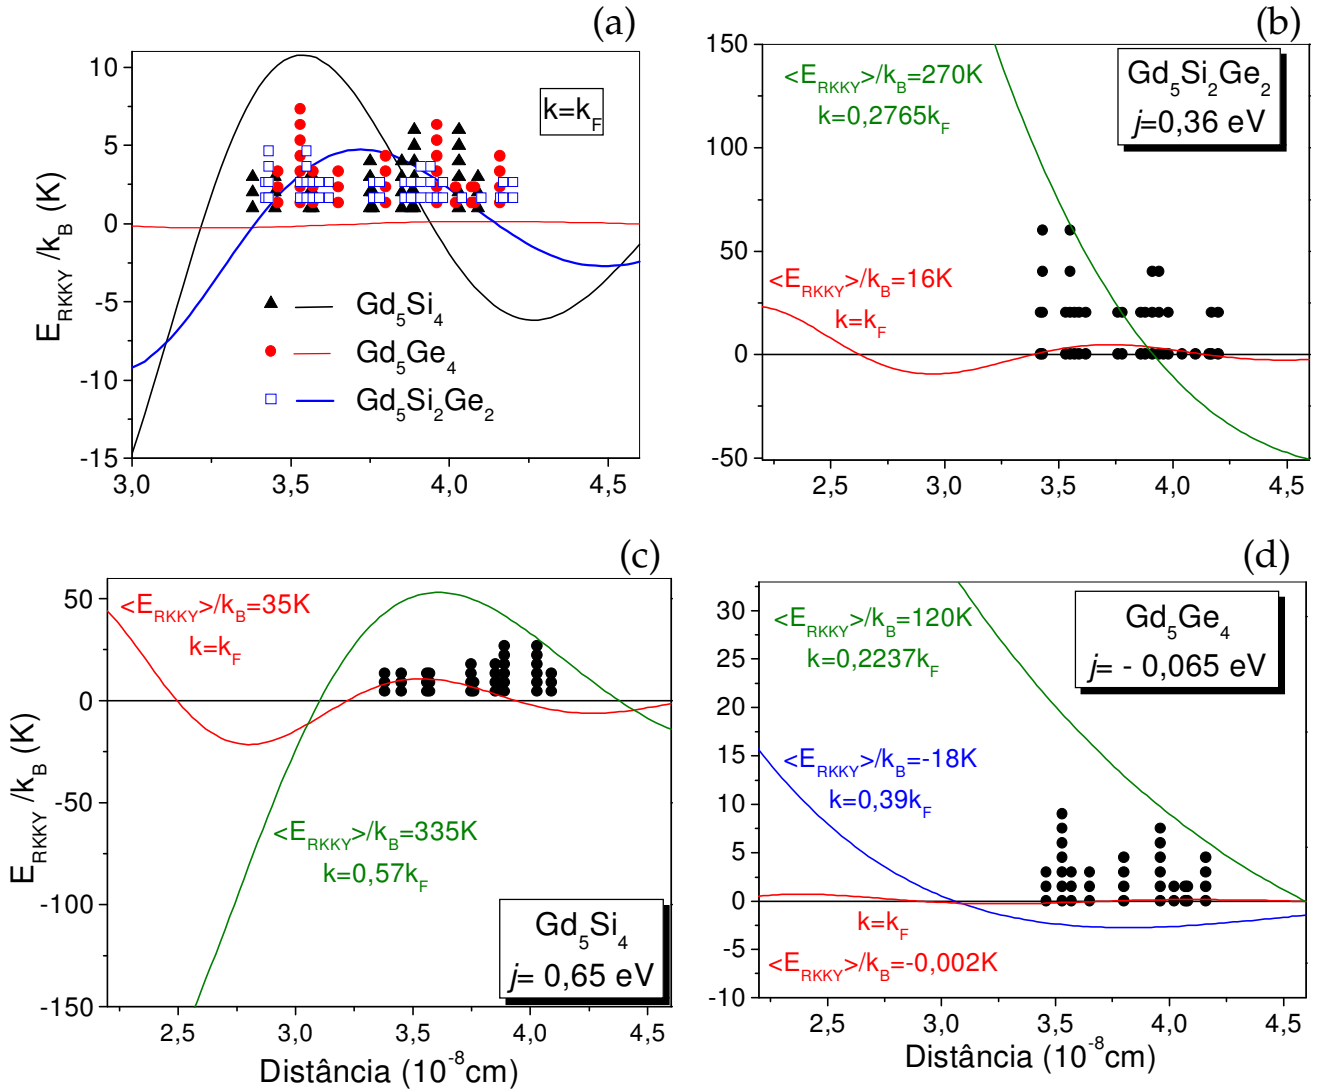 (a)
10
5
0
-5
-10
-15
3,0
3,5
4,0
4,5
E_RKKY /k_B (K)
k=k_F
Gd_5Si_4
Gd_5Ge_4
Gd_5Si_2Ge_2
(b)
150
100
50
0
-50
2,5
3,0
3,5
4,0
4,5
<E_RKKY>/k_B=270K
k=0,2765k_F
Gd_5Si_2Ge_2
j=0,36 eV
<E_RKKY>/k_B=16K
k=k_F
(c)
50
0
-50
-100
-150
2,5
3,0
3,5
4,0
4,5
E_RKKY /k_B (K)
Distância (10^-8cm)
<E_RKKY>/k_B=35K
k=k_F
<E_RKKY>/k_B=335K
k=0,57k_F
Gd_5Si_4
j= 0,65 eV
(d)
30
25
20
15
10
5
0
-5
-10
2,5
3,0
3,5
4,0
4,5
Distância (10^-8cm)
<E_RKKY>/k_B=120K
k=0,2237k_F
Gd_5Ge_4
j= - 0,065 eV
<E_RKKY>/k_B=-18K
k=0,39k_F
k=k_F
<E_RKKY>/k_B=-0,002K